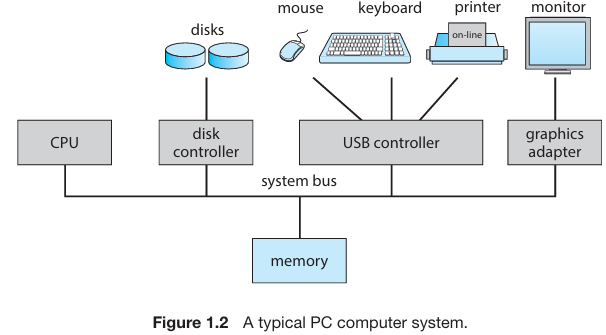 mouse keyboard printer monitor
disks
on-line
CPU
disk
controller
USB controller
graphics
adapter
system bus
memory
Figure 1.2 A typical PC computer system.